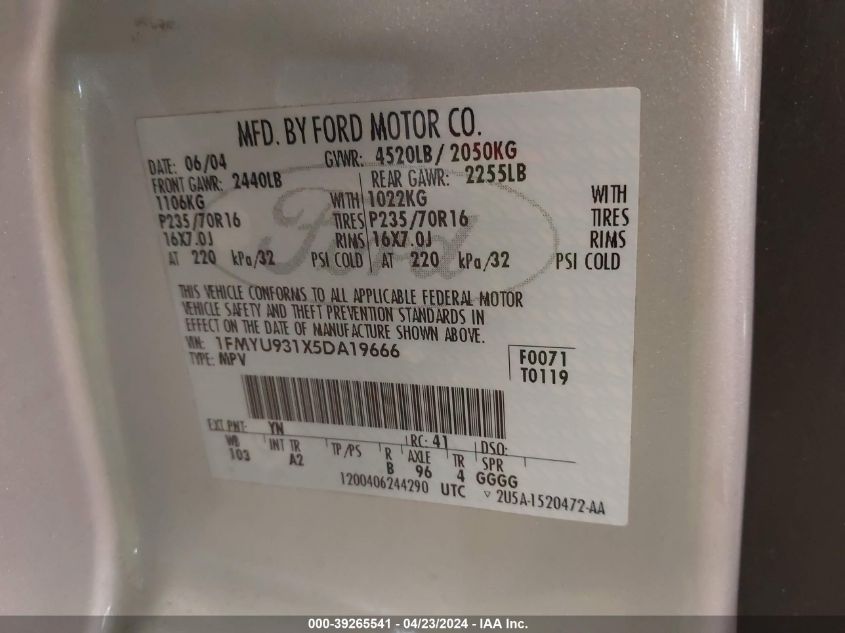 MFD. BY FORD MOTOR CO.
DATE: 06/04 GVWR: 4520LB/ 2050KG
FRONT GAWR: 2440LB REAR GAWR: 2255LB
1106KG WITH 1022KG WITH
P235/70R16 TIRES P235/70R16 TIRES
16X7.0J RIMS 16X7.0J RIMS
AT 220 kPa/32 PSI COLD AT 220 kPa/32 PSI COLD
Ford
THIS VEHICLE CONFORMS TO ALL APPLICABLE FEDERAL MOTOR
VEHICLE SAFETY AND THEFT PREVENTION STANDARDS IN
EFFECT ON THE DATE OF MANUFACTURE SHOWN ABOVE.
VIN: 1FMYU931X5DA19666 F0071
TYPE: MPV T0119
EXT PNT: YN RC: 41 DSO:
WB INT TR TP/PS R AXLE TR SPR
103 A2 B 96 4 GGGG
1200406244290 UTC ▽ 2U5A-1520472-AA
000-39265541 - 04/23/2024 - IAA Inc.